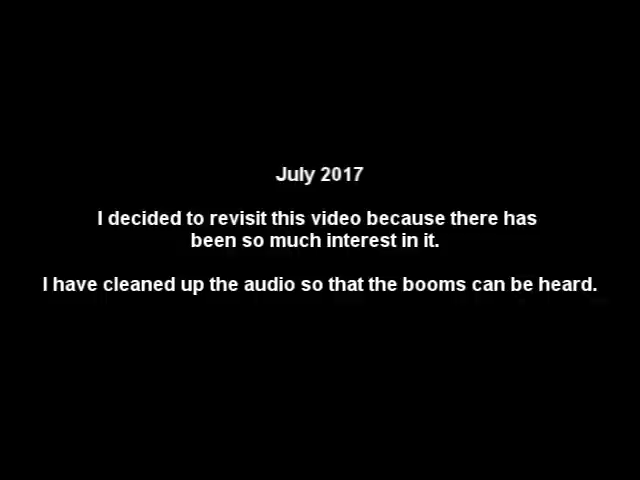 July 2017
I decided to revisit this video because there has
been so much interest in it.
I have cleaned up the audio so that the booms can be heard.